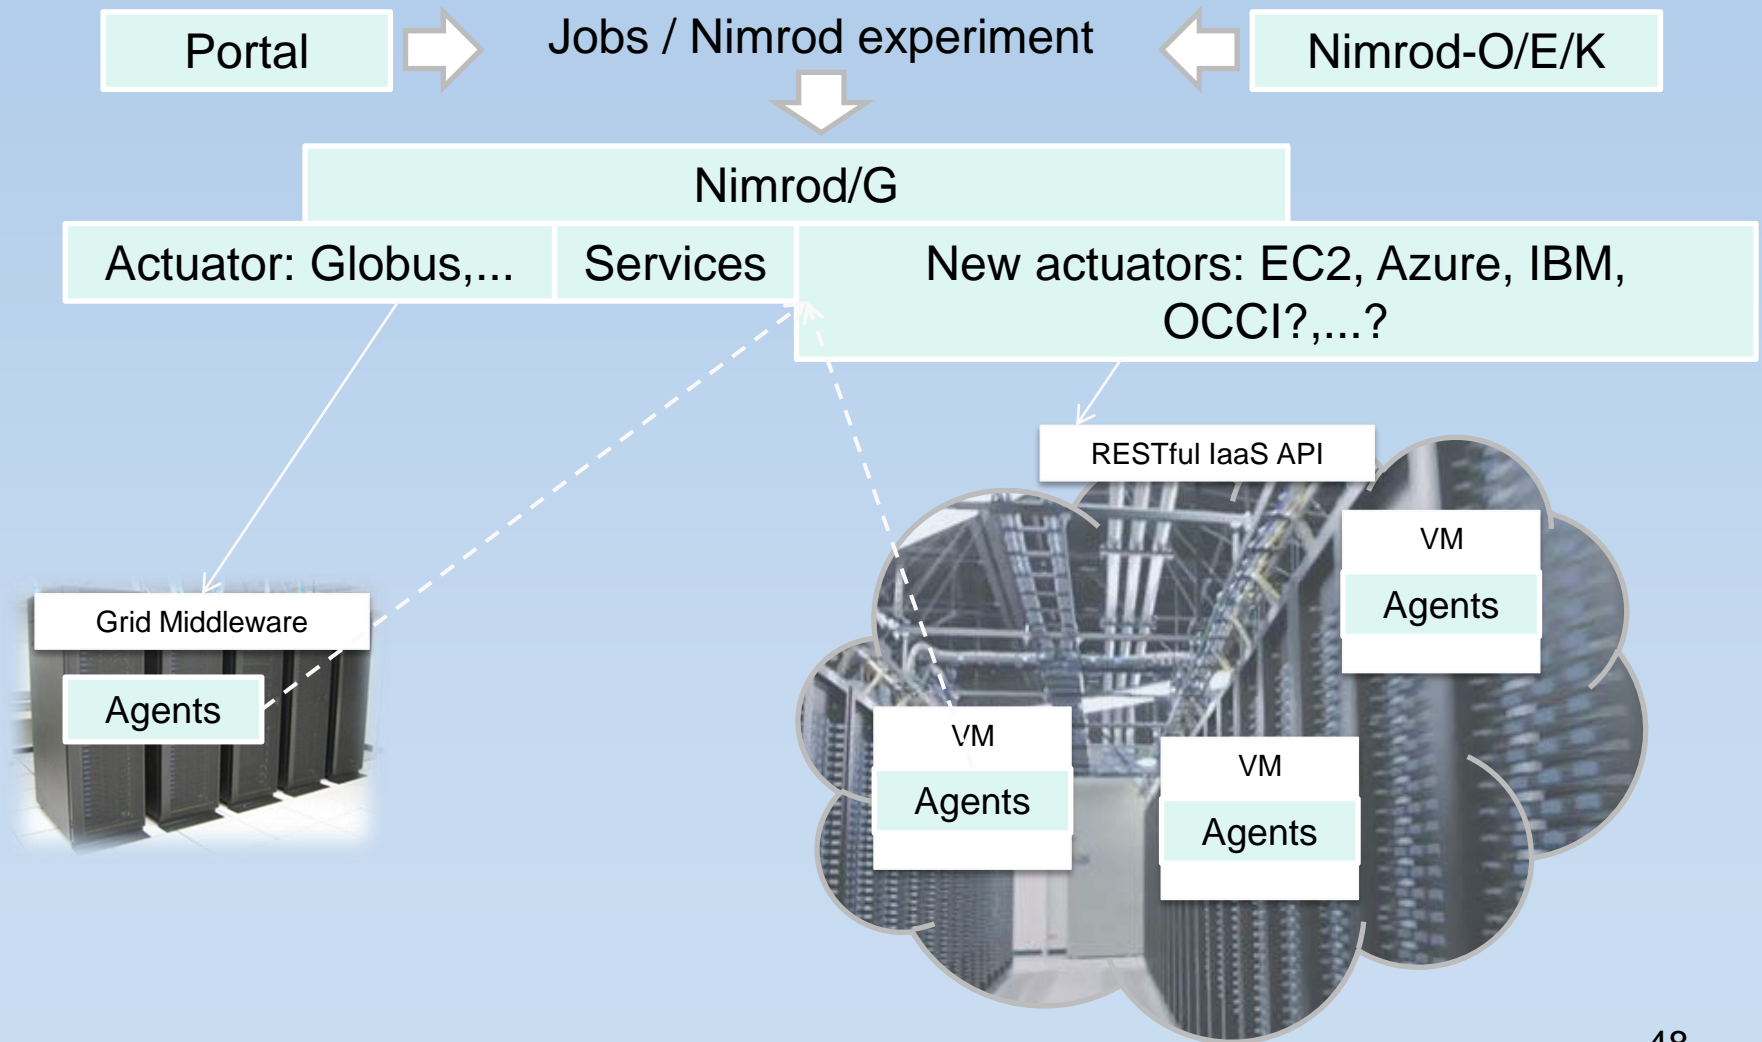 Portal
Jobs / Nimrod experiment
Nimrod-O/E/K
Nimrod/G
Actuator: Globus,...
Services
New actuators: EC2, Azure, IBM,
OCCI?,...?
RESTful IaaS API
VM
Agents
Grid Middleware
Agents
VM
Agents
VM
Agents
48